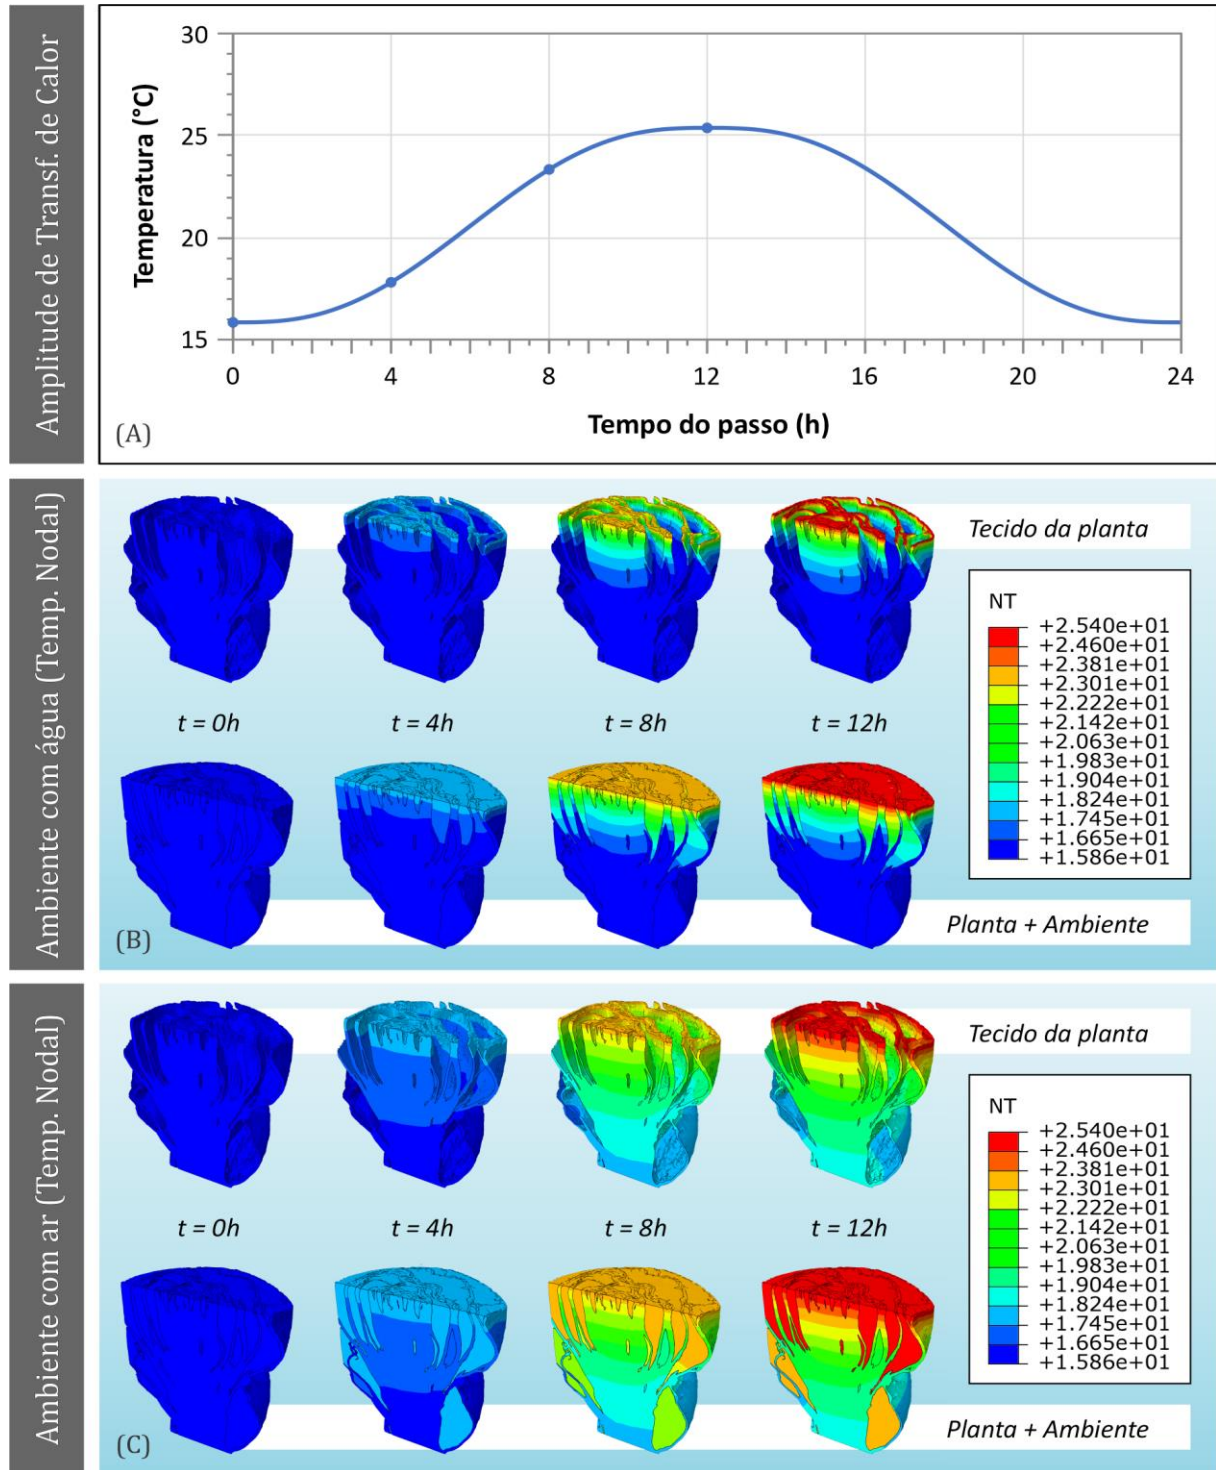 Amplitude de Transf. de Calor
30
25
20
15
Temperatura (°C)
0 4 8 12 16 20 24
Tempo do passo (h)
(A)
Ambiente com água (Temp. Nodal)
Tecido da planta
NT
+2.540e+01
+2.460e+01
+2.381e+01
+2.301e+01
+2.222e+01
+2.142e+01
+2.063e+01
+1.983e+01
+1.904e+01
+1.824e+01
+1.745e+01
+1.665e+01
+1.586e+01
t = 0h t = 4h t = 8h t = 12h
Planta + Ambiente
(B)
Ambiente com ar (Temp. Nodal)
Tecido da planta
NT
+2.540e+01
+2.460e+01
+2.381e+01
+2.301e+01
+2.222e+01
+2.142e+01
+2.063e+01
+1.983e+01
+1.904e+01
+1.824e+01
+1.745e+01
+1.665e+01
+1.586e+01
t = 0h t = 4h t = 8h t = 12h
Planta + Ambiente
(C)